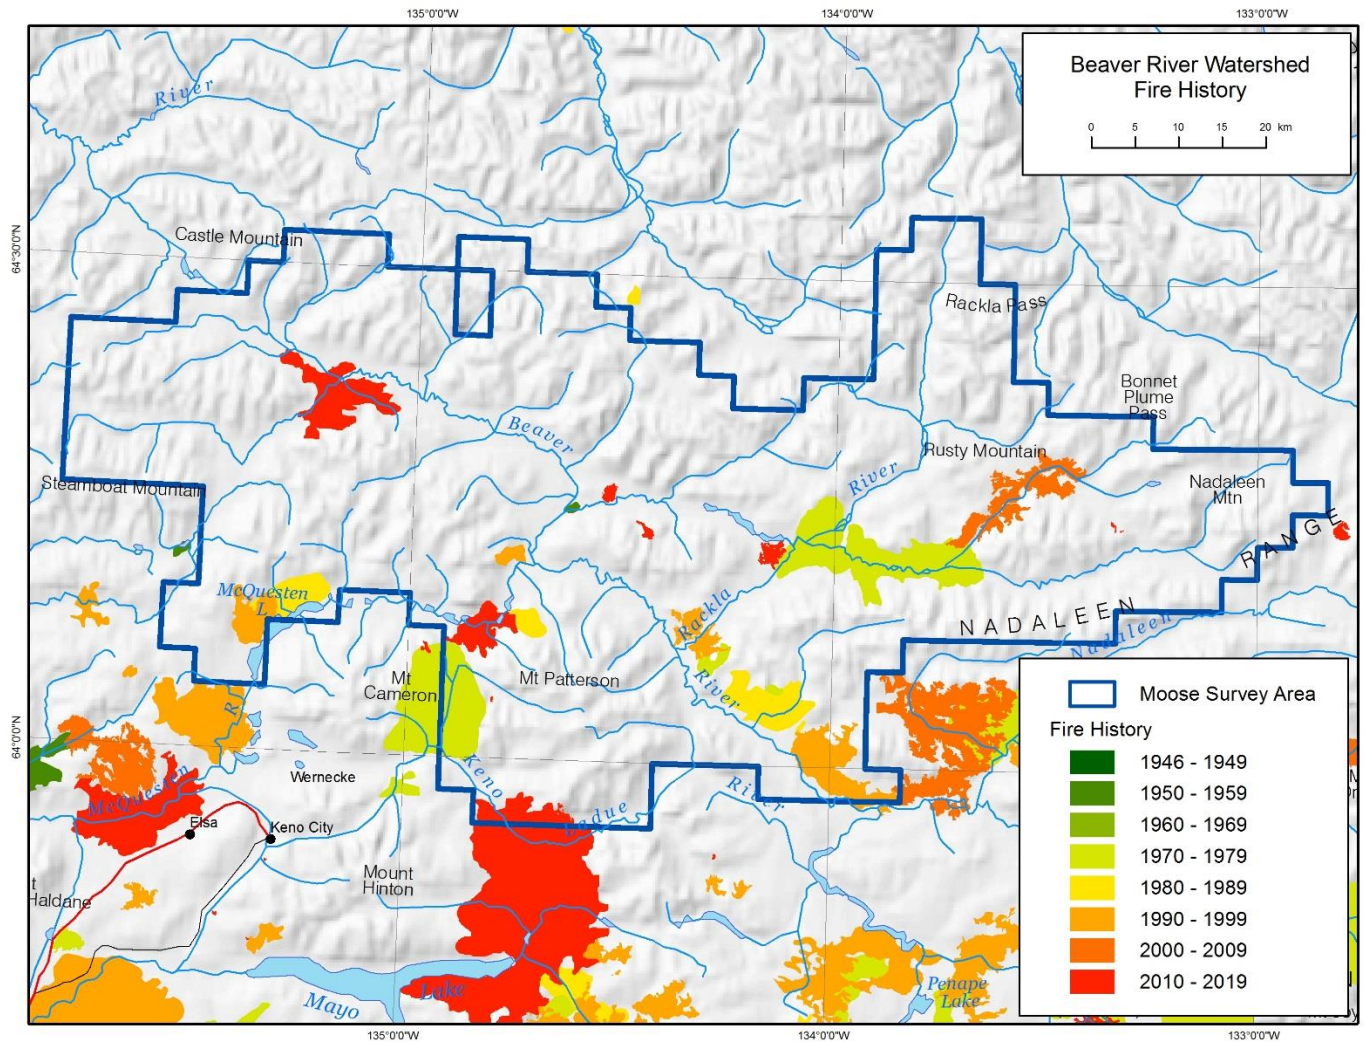 135°0'0"W
134°0'0"W
133°0'0"W
Beaver River Watershed
Fire History
0 5 10 15 20 km
River
Castle Mountain
64°30'0"N
Rackla Pass
Bonnet
Plume
Pass
Beaver
Rusty Mountain
River
Steamboat Mountain
Nadaleen
Mtn
RANGE
McQuesten
L
Rackla
NADALEEN
Nadaleen
Mt
Cameron
Mt Patterson
River
R
64°0'0"N
Wernecke
Keno
McQuesten
Ladue
River
Elsa
Keno City
Mount
Hinton
Haldane
Mayo
Lake
Penape
Lake
Moose Survey Area
Fire History
1946 - 1949
1950 - 1959
1960 - 1969
1970 - 1979
1980 - 1989
1990 - 1999
2000 - 2009
2010 - 2019
135°0'0"W
134°0'0"W
133°0'0"W